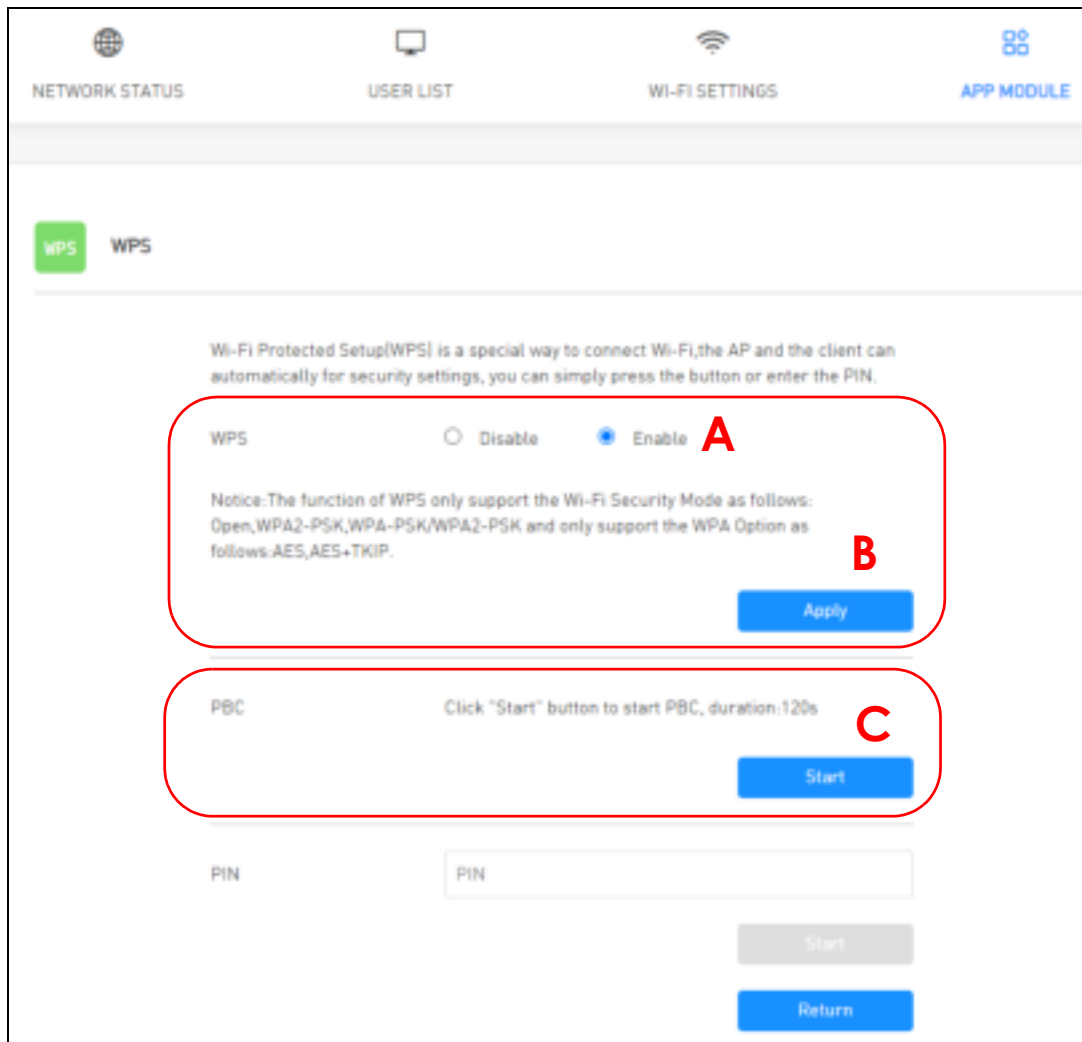 NETWORK STATUS USER LIST WI-FI SETTINGS APP MODULE
WPS WPS
Wi-Fi Protected Setup(WPS) is a special way to connect Wi-Fi,the AP and the client can
automatically for security settings, you can simply press the button or enter the PIN.
WPS Disable Enable A
Notice:The function of WPS only support the Wi-Fi Security Mode as follows:
Open,WPA2-PSK,WPA-PSK/WPA2-PSK and only support the WPA Option as
follows:AES,AES+TKIP.
B
Apply
PBC Click "Start" button to start PBC, duration:120s
C
Start
PIN PIN
Start
Return